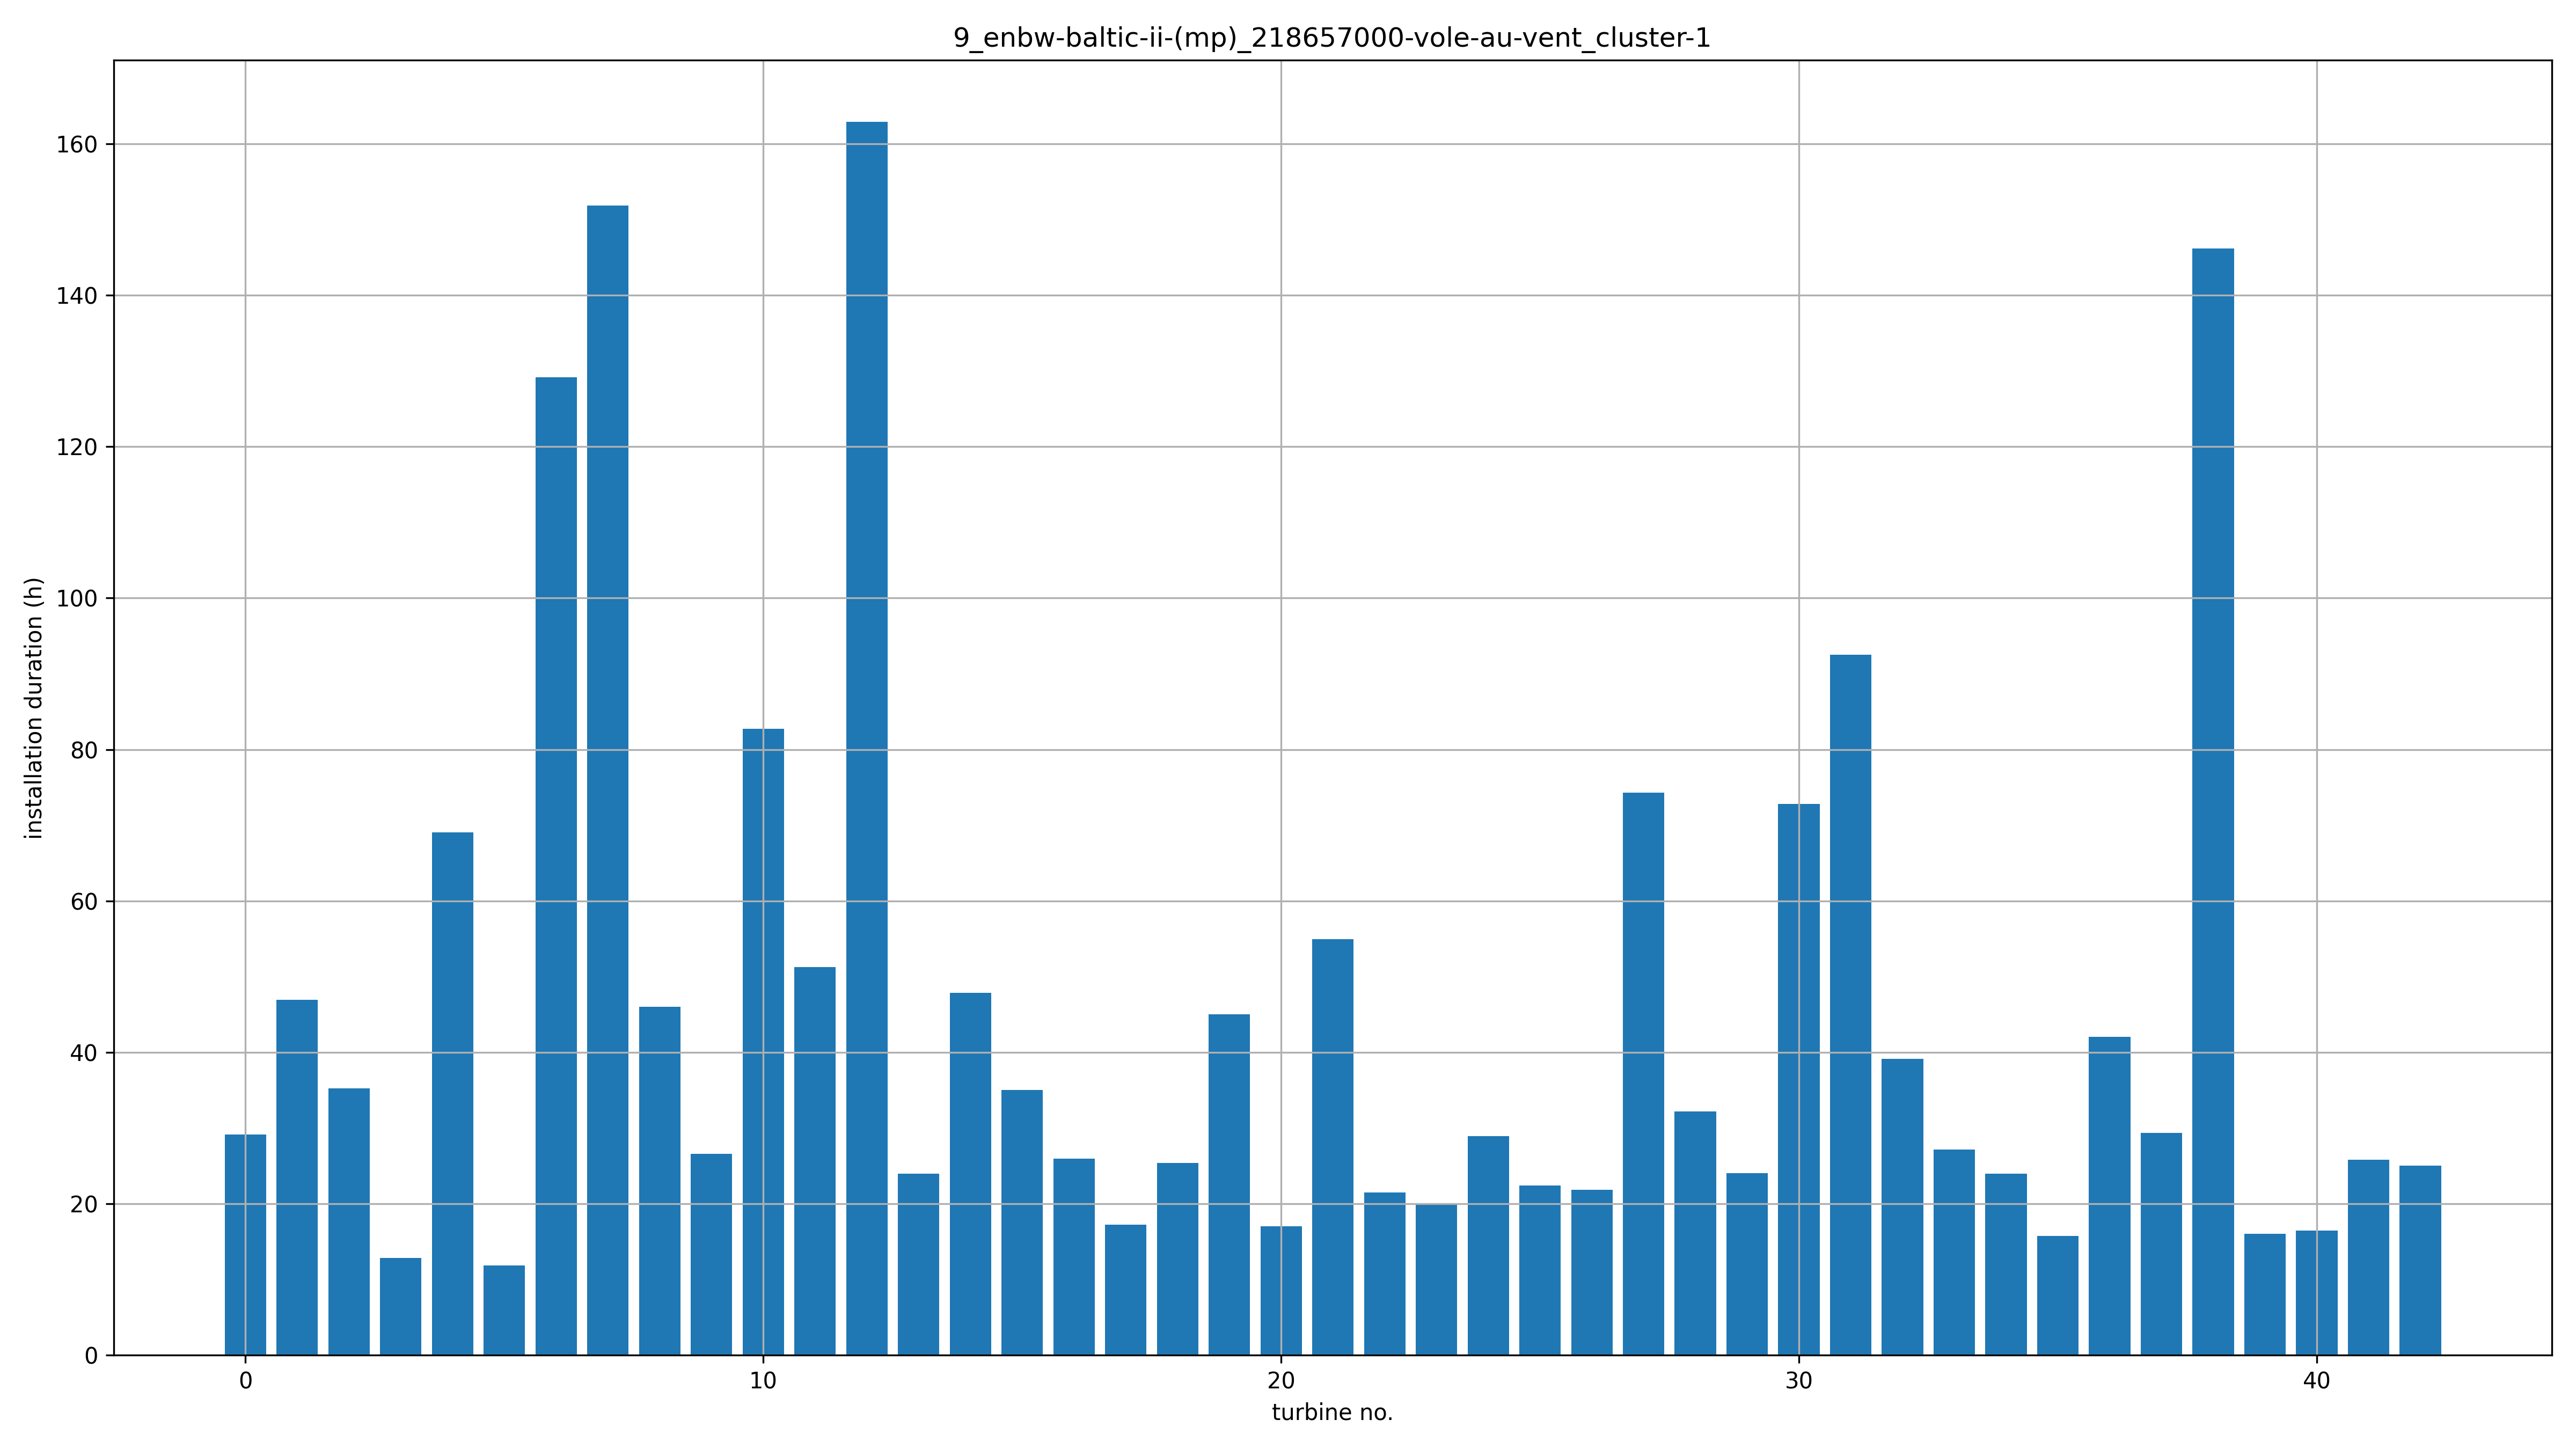 9_enbw-baltic-ii-(mp)_218657000-vole-au-vent_cluster-1
160
140
120
100
80
60
40
20
0
installation duration (h)
0 10 20 30 40
turbine no.